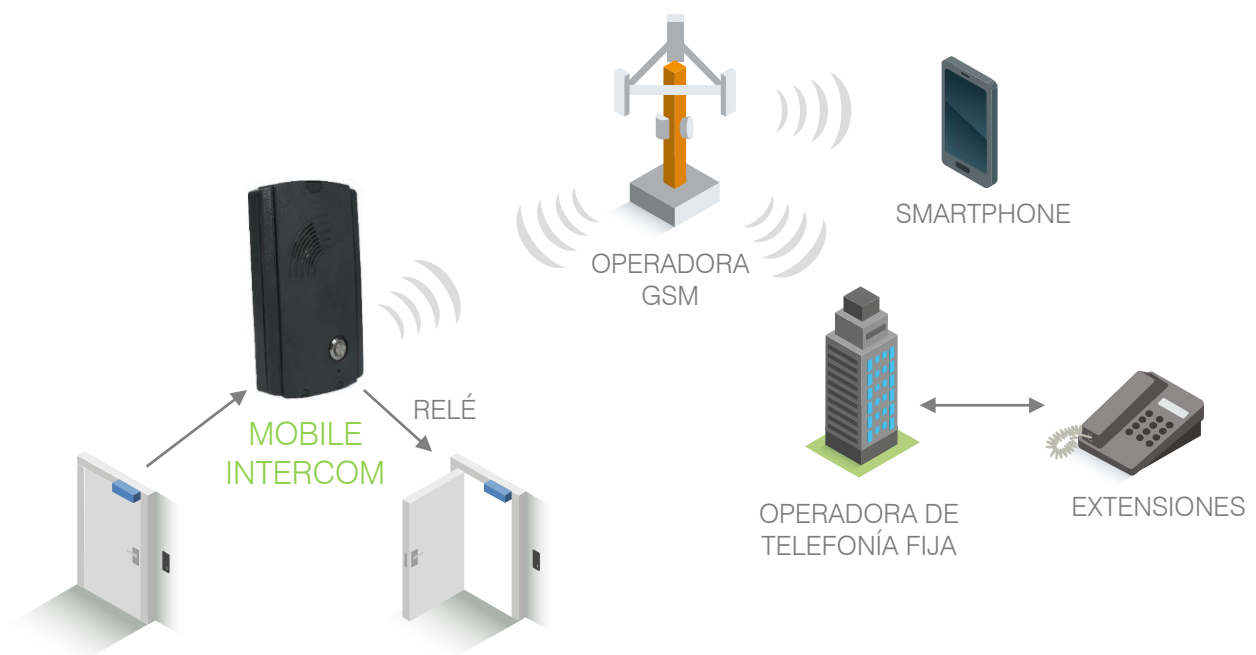 SMARTPHONE
OPERADORA
GSM
RELÉ
MOBILE
INTERCOM
OPERADORA DE
TELEFONÍA FIJA
EXTENSIONES